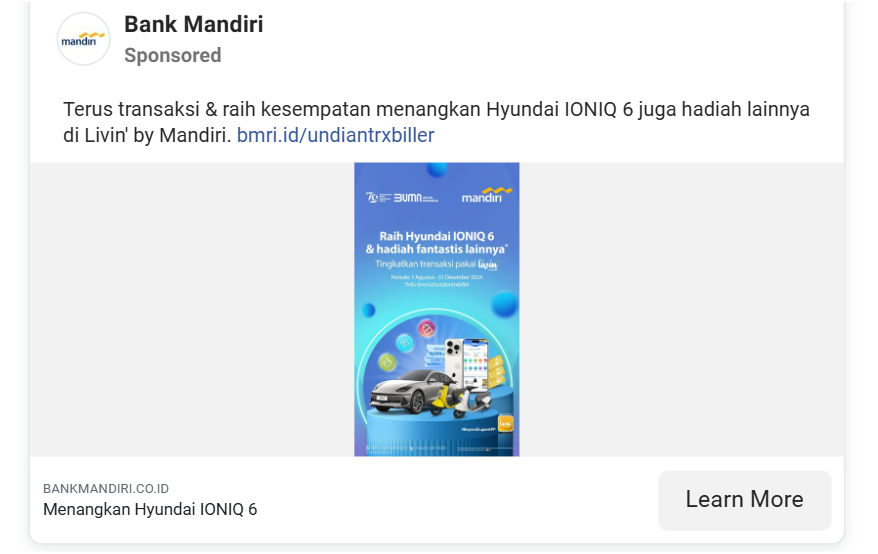 mandiri
Bank Mandiri
Sponsored
Terus transaksi & raih kesempatan menangkan Hyundai IONIQ 6 juga hadiah lainnya
di Livin' by Mandiri. bmri.id/undiantrxbiller
BUMN
mandiri
Raih Hyundai IONIQ 6
& hadiah fantastis lainnya*
Tingkatkan transaksi pakai livin'
Periode: 1 Agustus - 31 Desember 2024
*Info: bmri.id/undiantrxbiller
#BeyondSuperAPP
BANKMANDIRI.CO.ID
Menangkan Hyundai IONIQ 6
Learn More